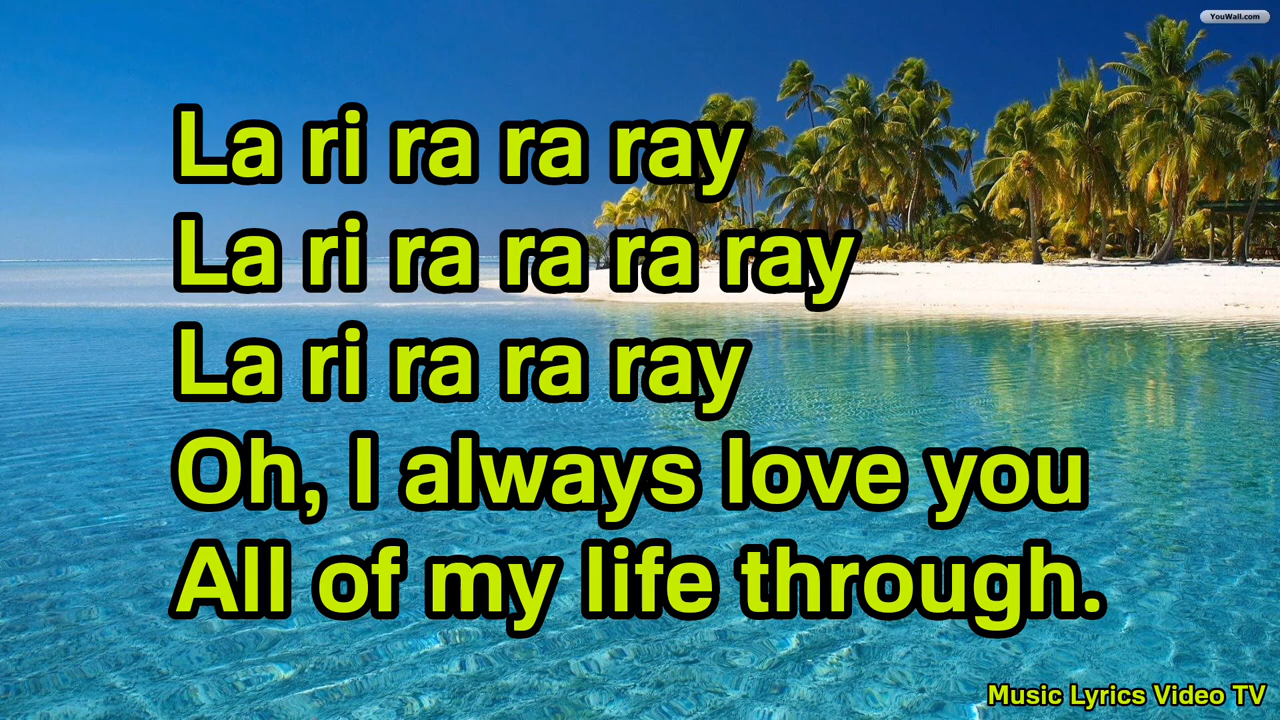 YouWall.com
La ri ra ra ray
La ri ra ra ra ray
La ri ra ra ray
Oh, I always love you
All of my life through.
Music Lyrics Video TV